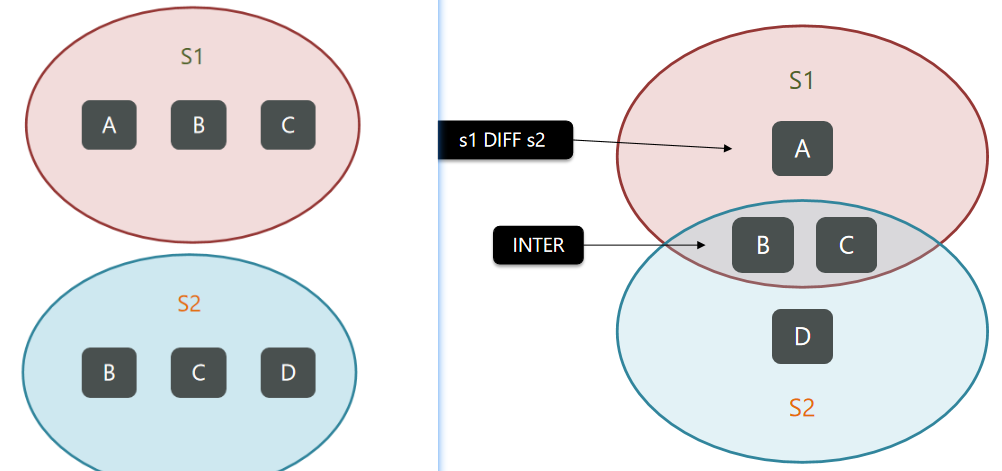 S1
A B C
S2
B C D
S1
s1 DIFF s2
A
INTER
B C
D
S2